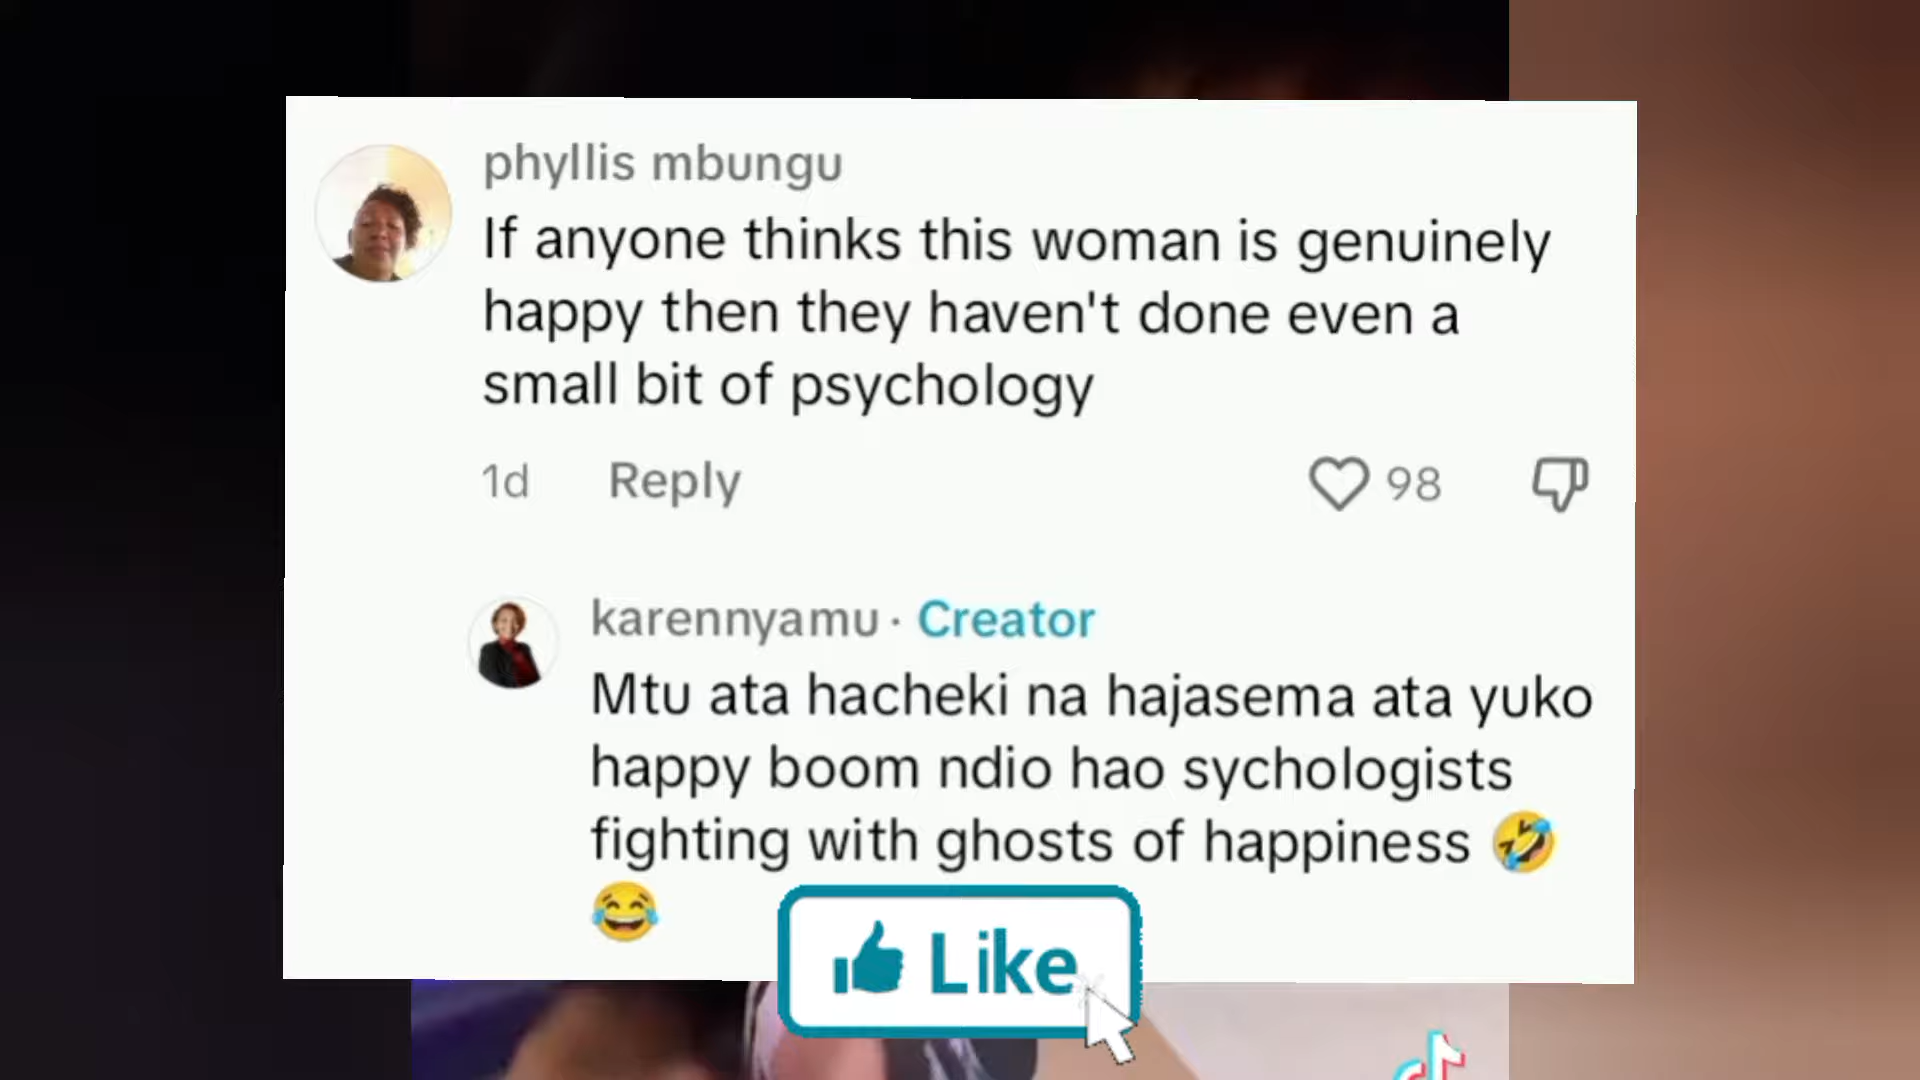 phyllis mbungu
If anyone thinks this woman is genuinely
happy then they haven't done even a
small bit of psychology
1d Reply 98
karennyamu · Creator
Mtu ata hacheki na hajasema ata yuko
happy boom ndio hao sychologists
fighting with ghosts of happiness 🤣
😂
Like